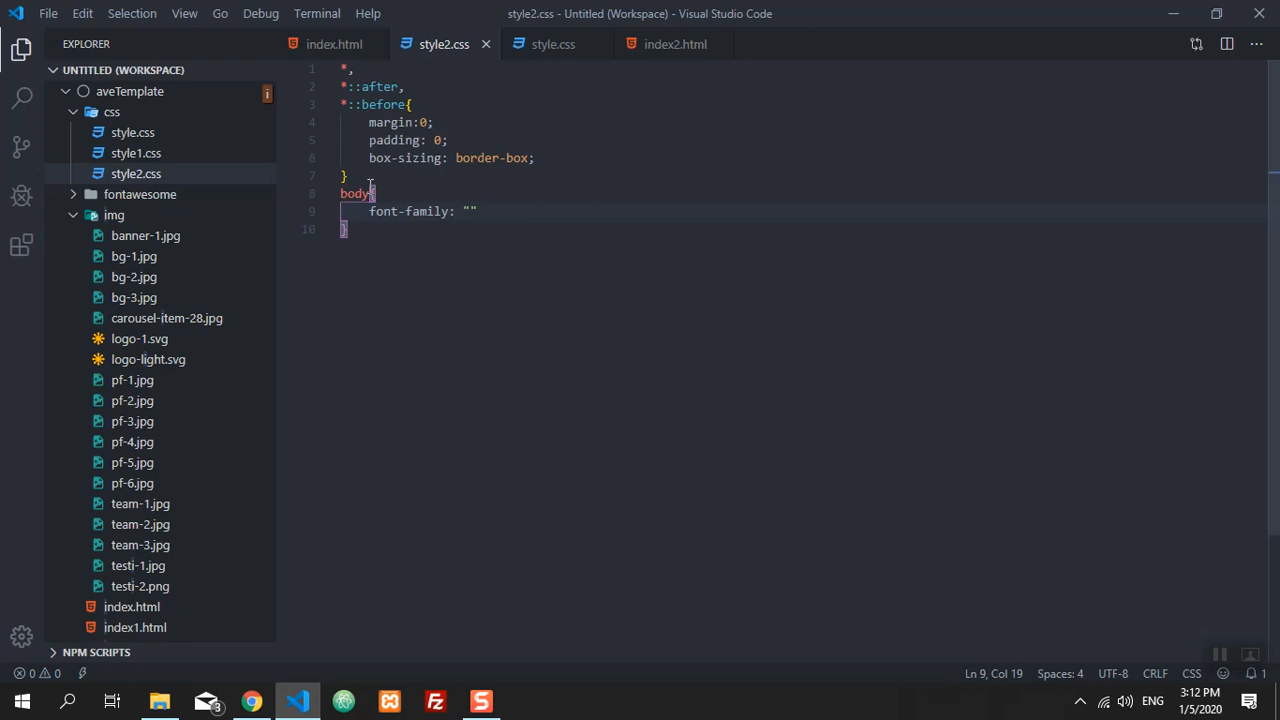 File Edit Selection View Go Debug Terminal Help
style2.css - Untitled (Workspace) - Visual Studio Code
EXPLORER
index.html
style2.css
style.css
index2.html
UNTITLED (WORKSPACE)
aveTemplate
i
css
style.css
style1.css
style2.css
fontawesome
img
banner-1.jpg
bg-1.jpg
bg-2.jpg
bg-3.jpg
carousel-item-28.jpg
logo-1.svg
logo-light.svg
pf-1.jpg
pf-2.jpg
pf-3.jpg
pf-4.jpg
pf-5.jpg
pf-6.jpg
team-1.jpg
team-2.jpg
team-3.jpg
testi-1.jpg
testi-2.png
index.html
index1.html
NPM SCRIPTS
1 *,
2 *::after,
3 *::before{
4 margin:0;
5 padding: 0;
6 box-sizing: border-box;
7 }
8 body{
9 font-family: ""
10 }
0 0
Ln 9, Col 19 Spaces: 4 UTF-8 CRLF CSS 1
3
Fz
S
ENG
3:12 PM
1/5/2020